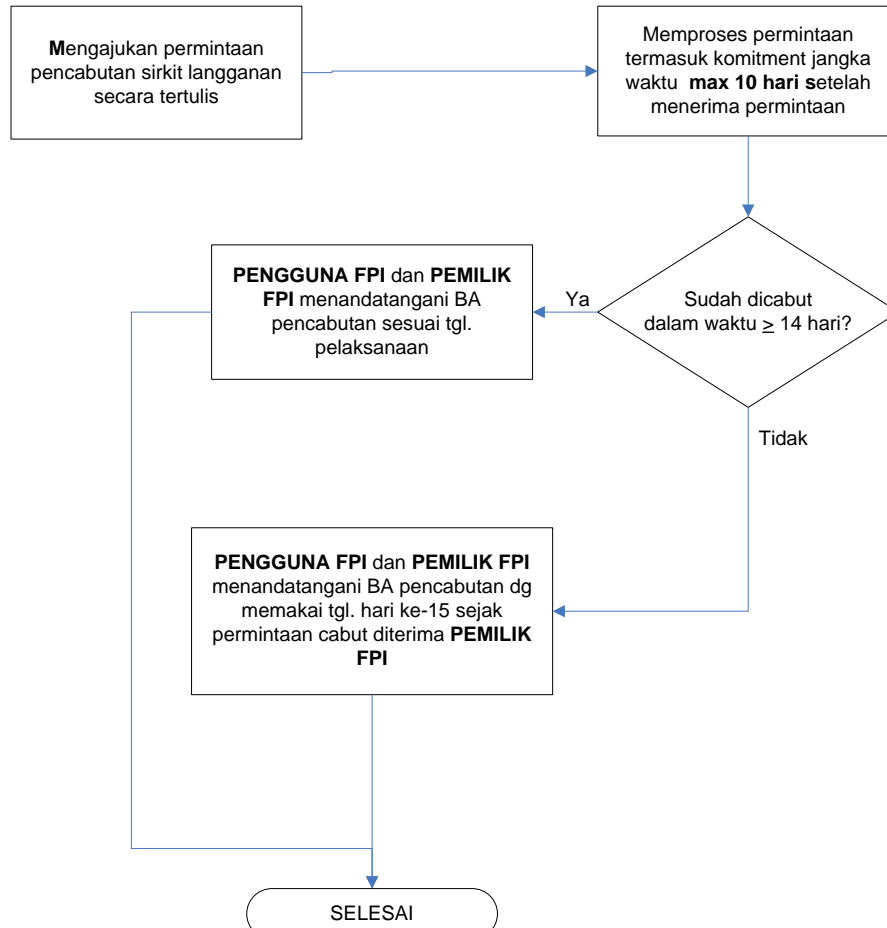 Mengajukan permintaan
pencabutan sirkit langganan
secara tertulis
Memproses permintaan
termasuk komitment jangka
waktu  max 10 hari setelah
menerima permintaan
Sudah dicabut
dalam waktu ≥ 14 hari?
Ya
PENGGUNA FPI dan PEMILIK
FPI menandatangani BA
pencabutan sesuai tgl.
pelaksanaan
Tidak
PENGGUNA FPI dan PEMILIK FPI
menandatangani BA pencabutan dg
memakai tgl. hari ke-15 sejak
permintaan cabut diterima PEMILIK
FPI
SELESAI